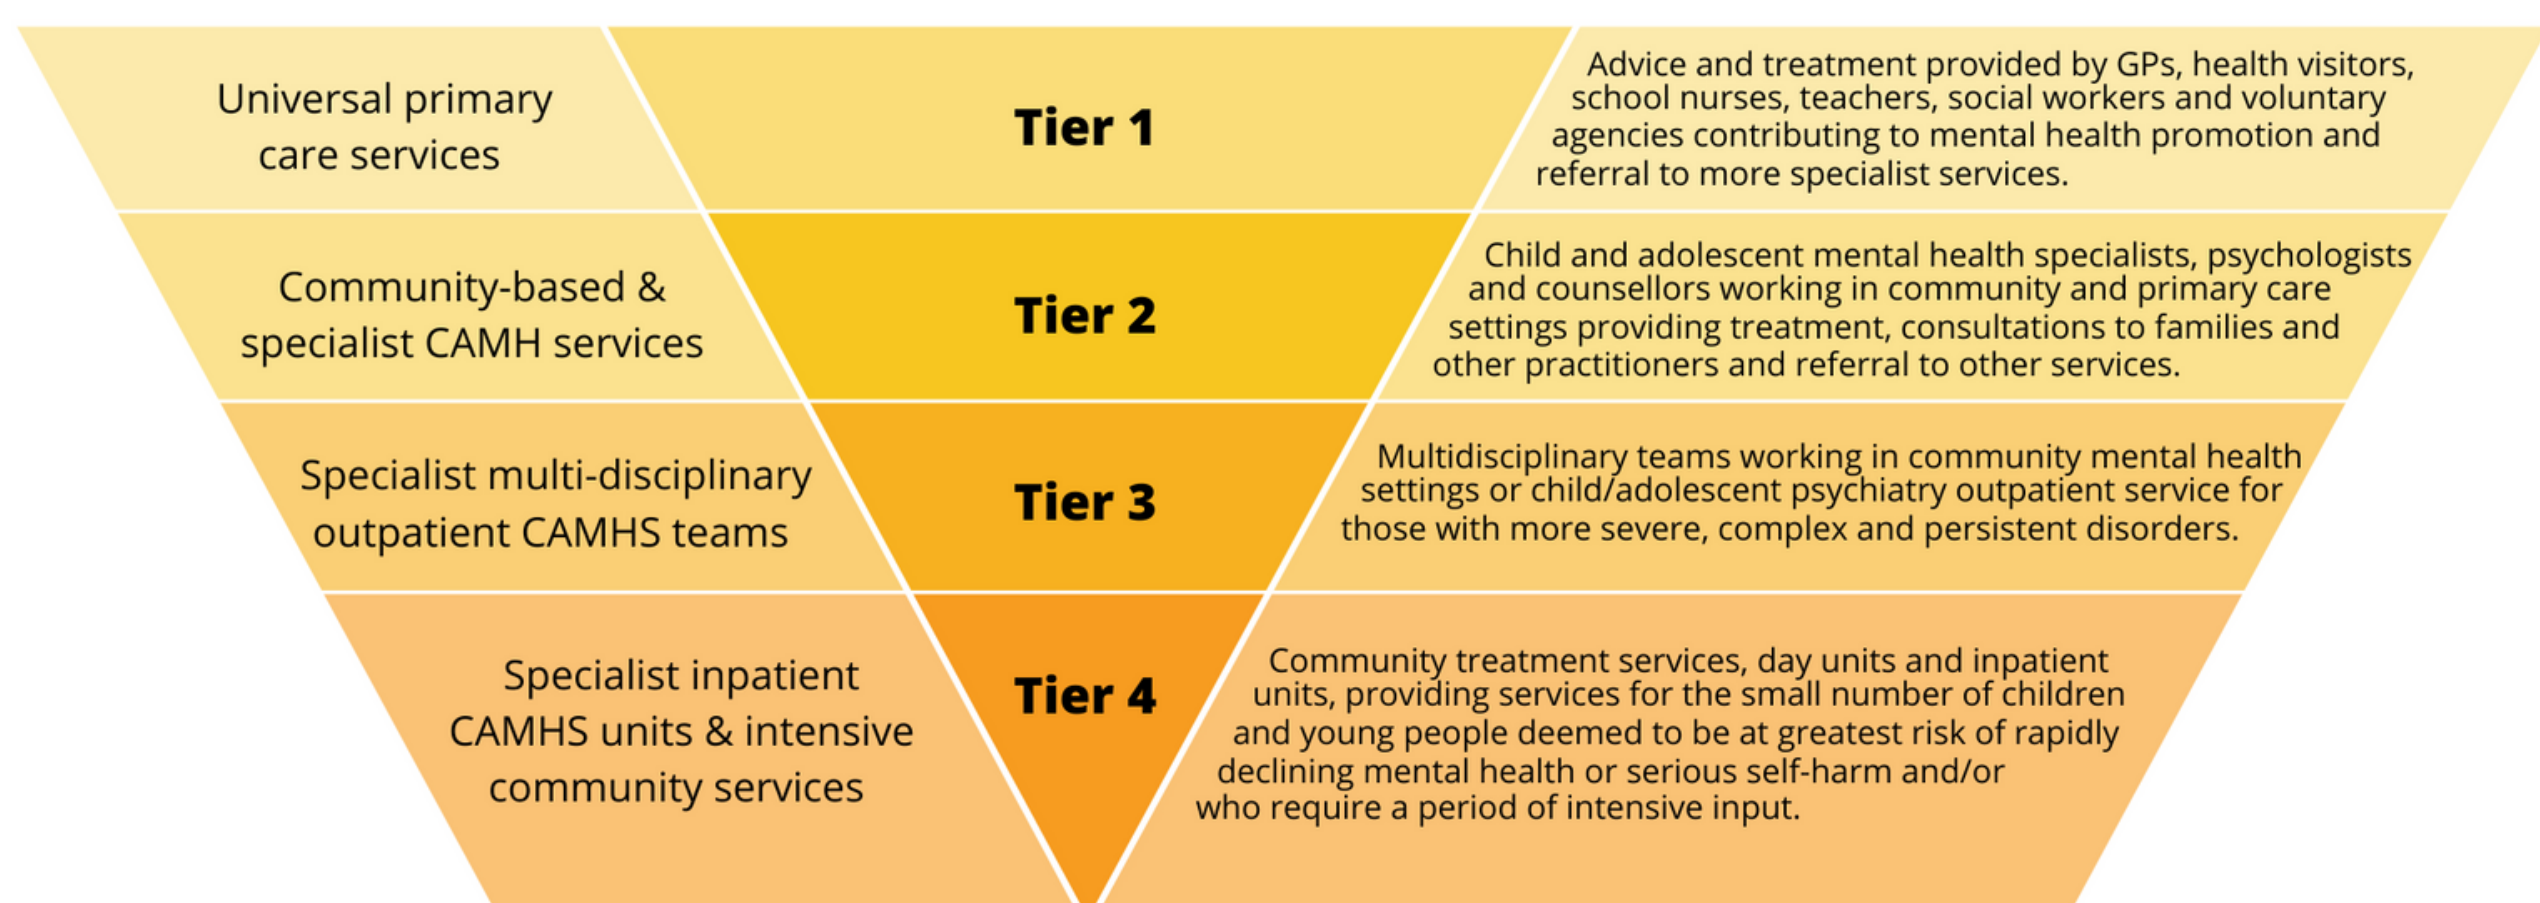 Universal primary
care services
Tier 1
Advice and treatment provided by GPs, health visitors,
school nurses, teachers, social workers and voluntary
agencies contributing to mental health promotion and
referral to more specialist services.
Community-based &
specialist CAMH services
Tier 2
Child and adolescent mental health specialists, psychologists
and counsellors working in community and primary care
settings providing treatment, consultations to families and
other practitioners and referral to other services.
Specialist multi-disciplinary
outpatient CAMHS teams
Tier 3
Multidisciplinary teams working in community mental health
settings or child/adolescent psychiatry outpatient service for
those with more severe, complex and persistent disorders.
Specialist inpatient
CAMHS units & intensive
community services
Tier 4
Community treatment services, day units and inpatient
units, providing services for the small number of children
and young people deemed to be at greatest risk of rapidly
declining mental health or serious self-harm and/or
who require a period of intensive input.